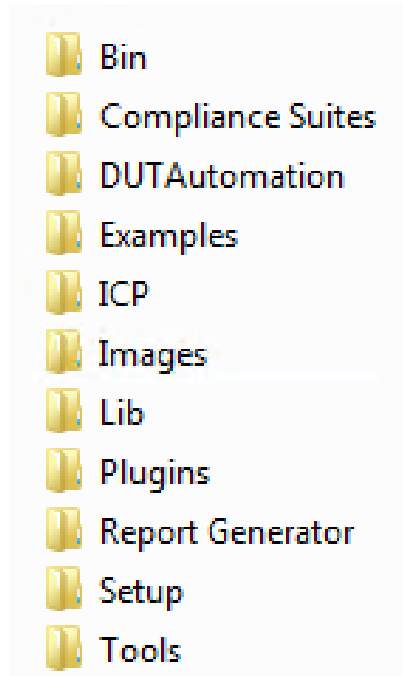 Bin
Compliance Suites
DUTAutomation
Examples
ICP
Images
Lib
Plugins
Report Generator
Setup
Tools